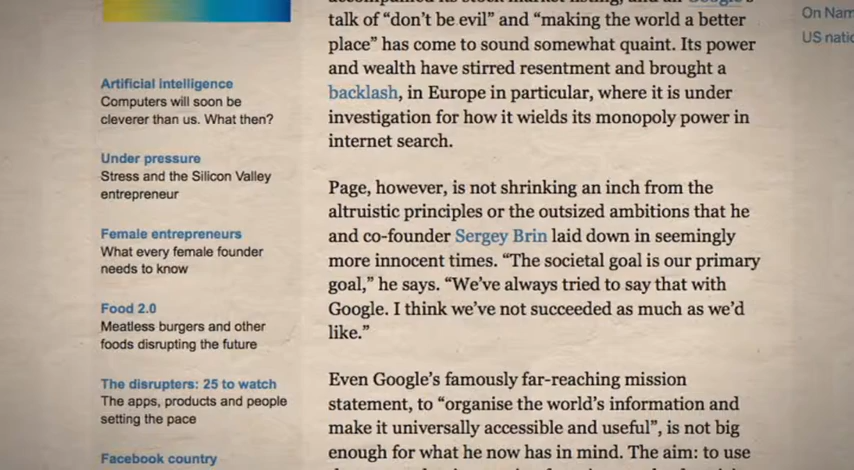 accompanied its stock market listing, and all Google's
talk of “don’t be evil” and “making the world a better
place” has come to sound somewhat quaint. Its power
and wealth have stirred resentment and brought a
backlash, in Europe in particular, where it is under
investigation for how it wields its monopoly power in
internet search.
Page, however, is not shrinking an inch from the
altruistic principles or the outsized ambitions that he
and co-founder Sergey Brin laid down in seemingly
more innocent times. “The societal goal is our primary
goal,” he says. “We’ve always tried to say that with
Google. I think we’ve not succeeded as much as we’d
like.”
Even Google’s famously far-reaching mission
statement, to “organise the world’s information and
make it universally accessible and useful”, is not big
enough for what he now has in mind. The aim: to use
Artificial intelligence
Computers will soon be
cleverer than us. What then?
Under pressure
Stress and the Silicon Valley
entrepreneur
Female entrepreneurs
What every female founder
needs to know
Food 2.0
Meatless burgers and other
foods disrupting the future
The disrupters: 25 to watch
The apps, products and people
setting the pace
Facebook country
On Nam
US natio